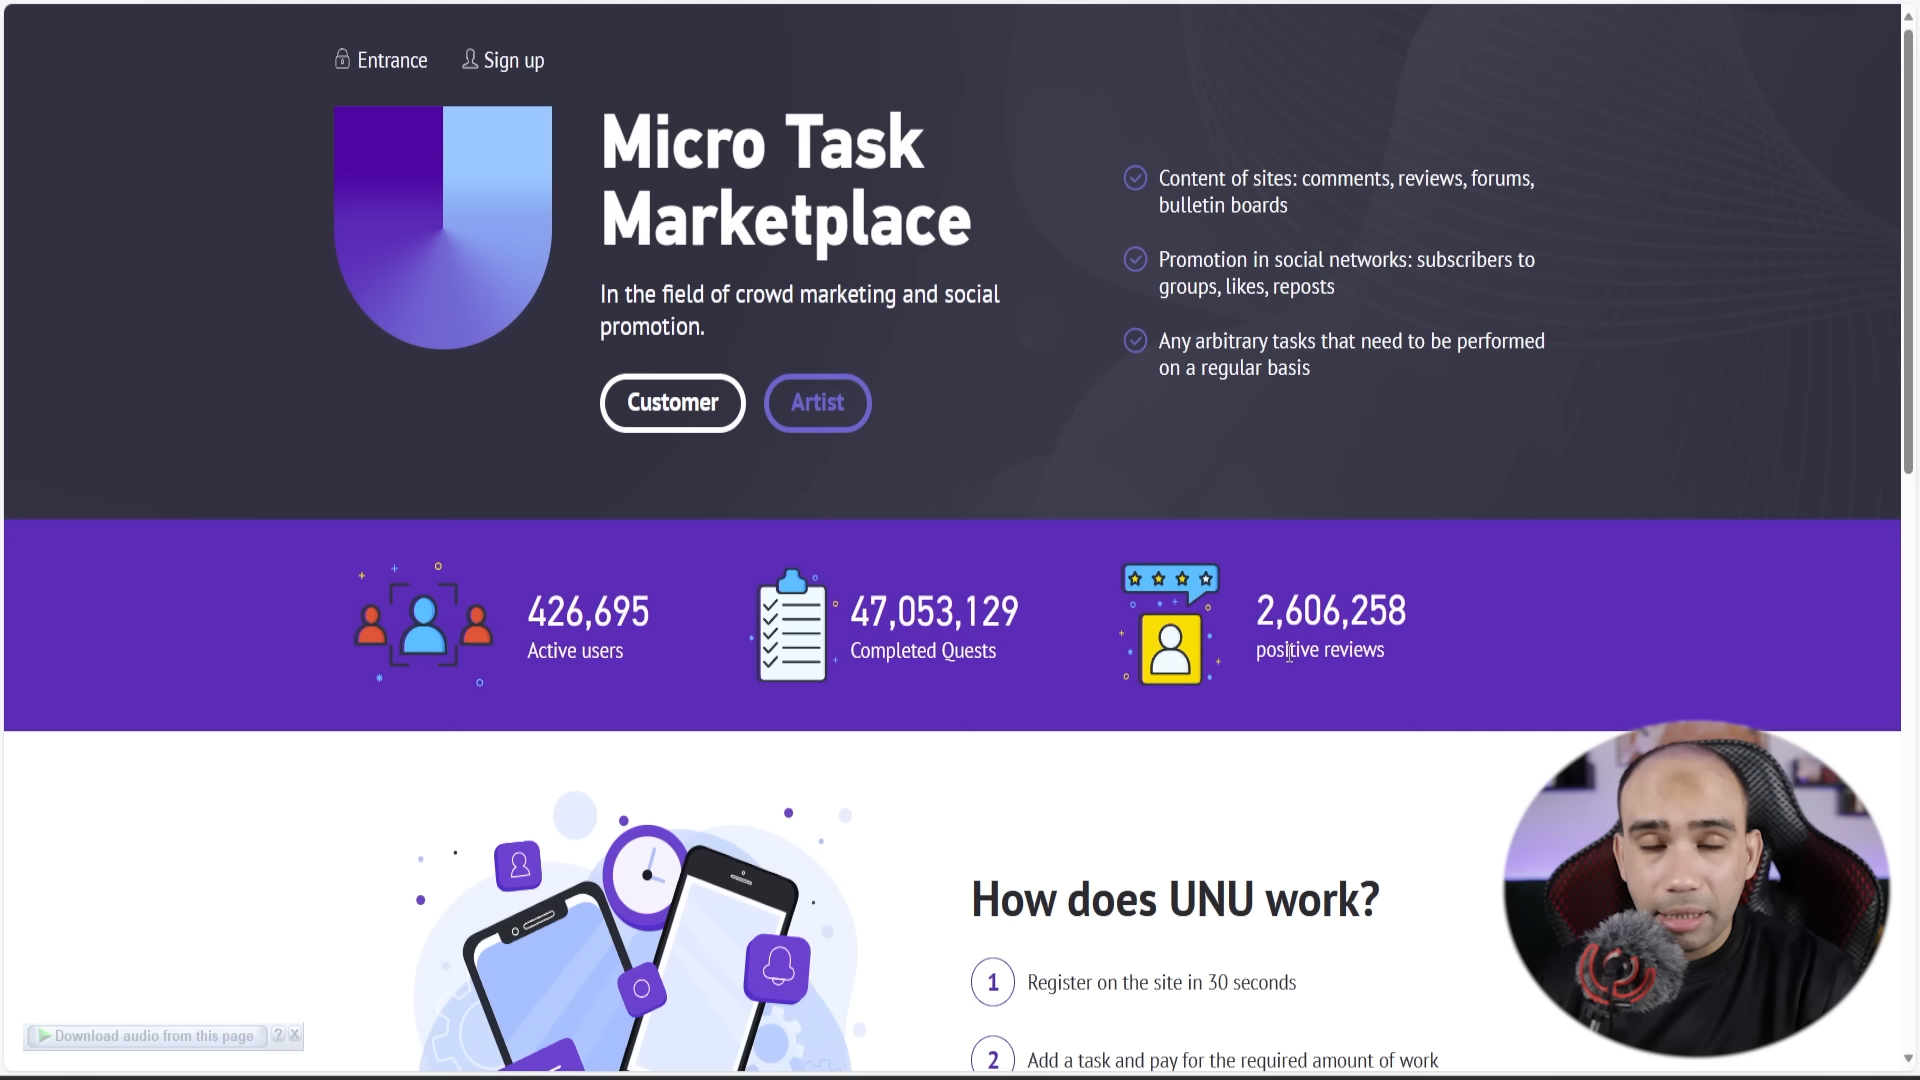 Entrance
Sign up
Micro Task
Marketplace
In the field of crowd marketing and social
promotion.
Customer
Artist
Content of sites: comments, reviews, forums,
bulletin boards
Promotion in social networks: subscribers to
groups, likes, reposts
Any arbitrary tasks that need to be performed
on a regular basis
426,695
Active users
47,053,129
Completed Quests
2,606,258
positive reviews
How does UNU work?
1 Register on the site in 30 seconds
2 Add a task and pay for the required amount of work
Download audio from this page ? X